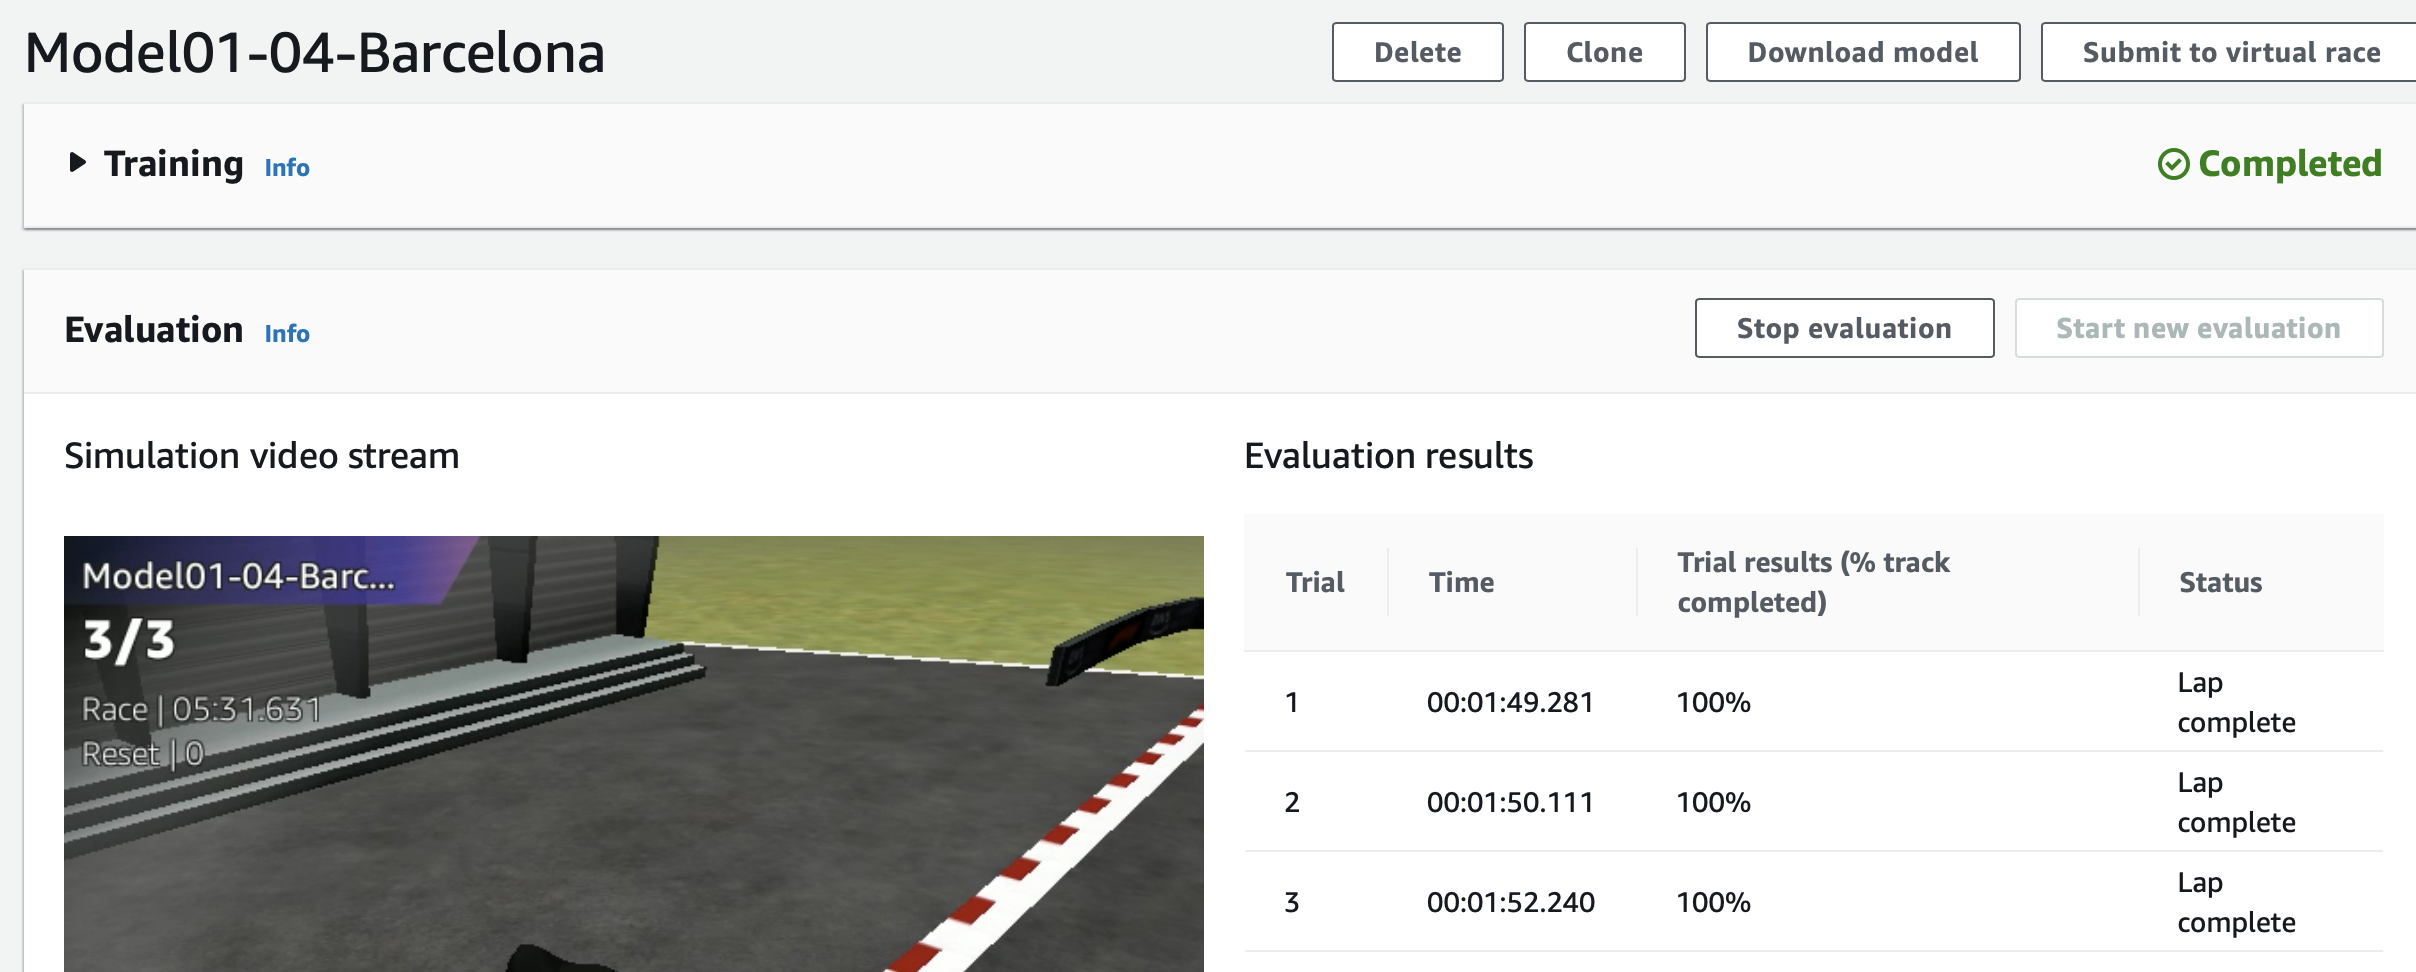 Model01-04-Barcelona
Delete
Clone
Download model
Submit to virtual race
Training Info
Completed
Evaluation Info
Stop evaluation
Start new evaluation
Simulation video stream
Model01-04-Barc...
3/3
Race | 05:31.631
Reset | 0
Evaluation results
Trial Time Trial results (% track completed) Status
1 00:01:49.281 100% Lap complete
2 00:01:50.111 100% Lap complete
3 00:01:52.240 100% Lap complete